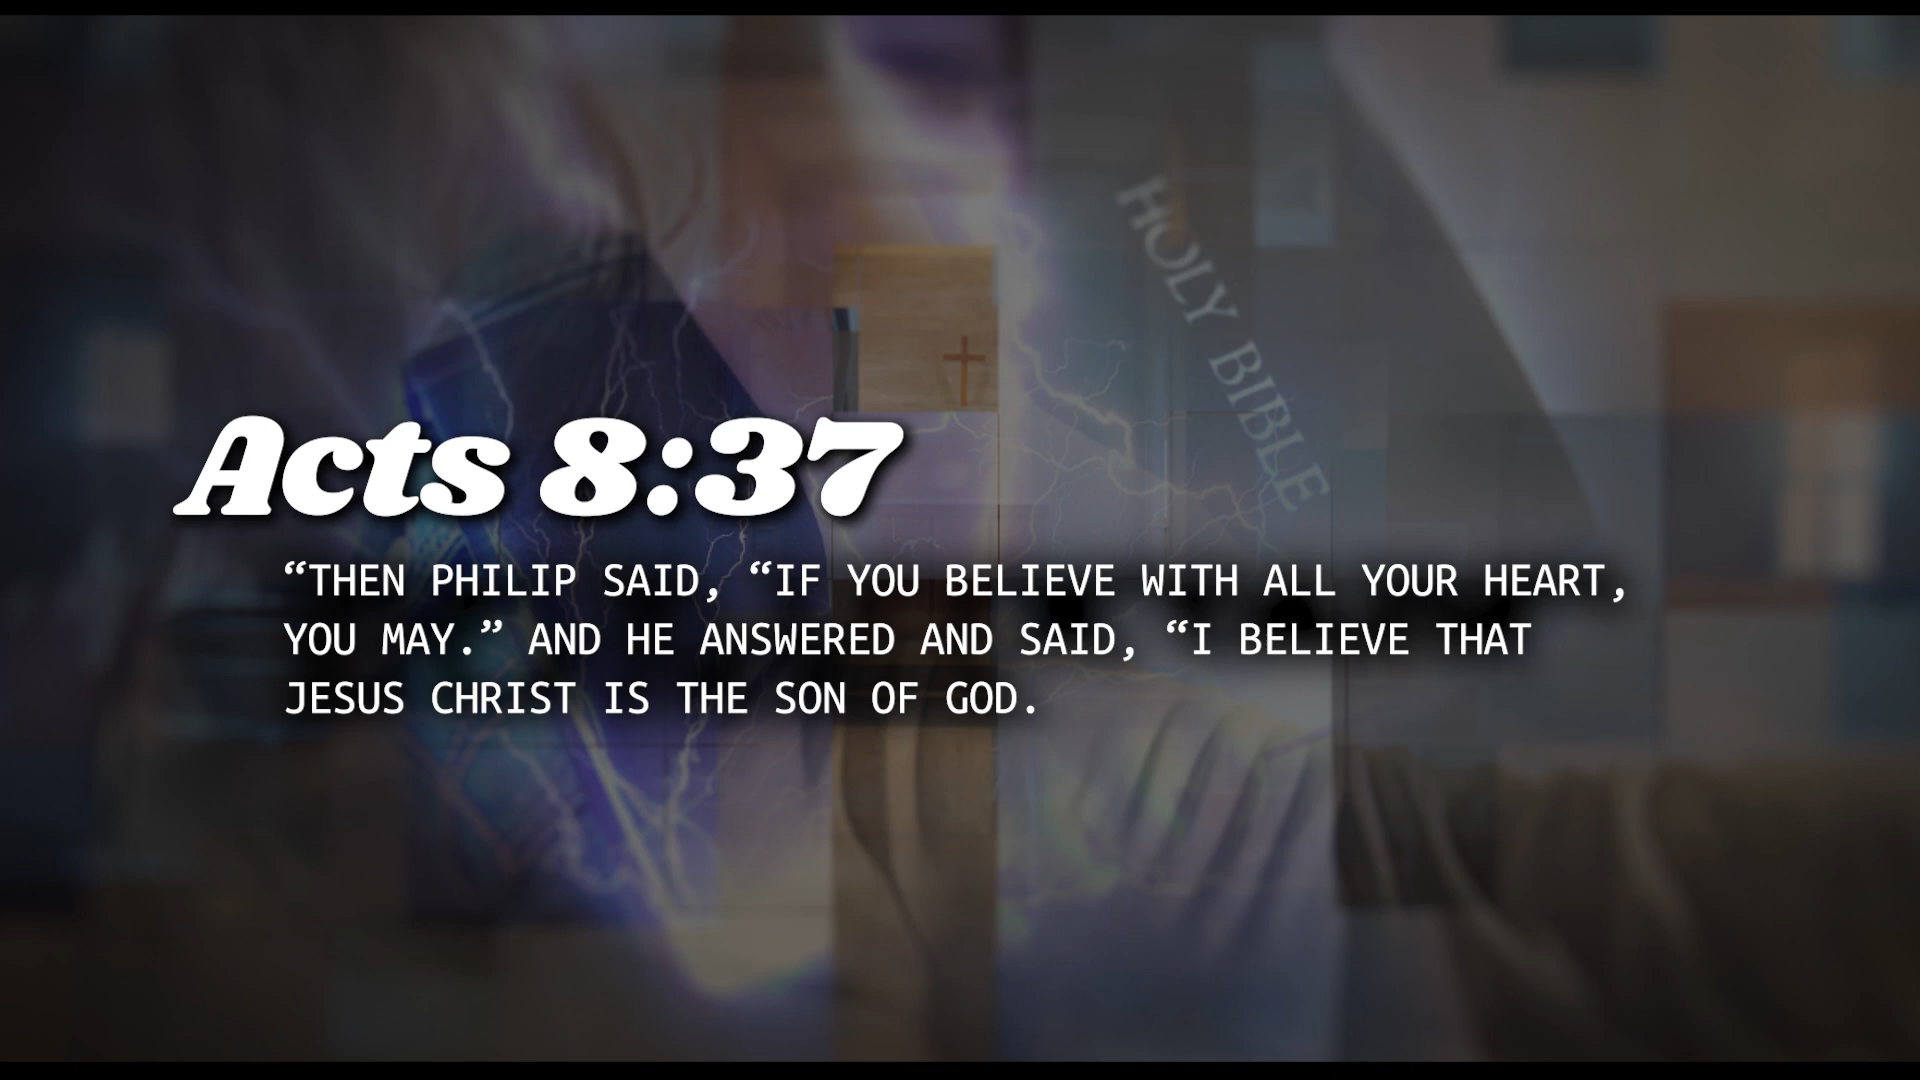 HOLY BIBLE
Acts 8:37
“THEN PHILIP SAID, “IF YOU BELIEVE WITH ALL YOUR HEART,
YOU MAY.” AND HE ANSWERED AND SAID, “I BELIEVE THAT
JESUS CHRIST IS THE SON OF GOD.